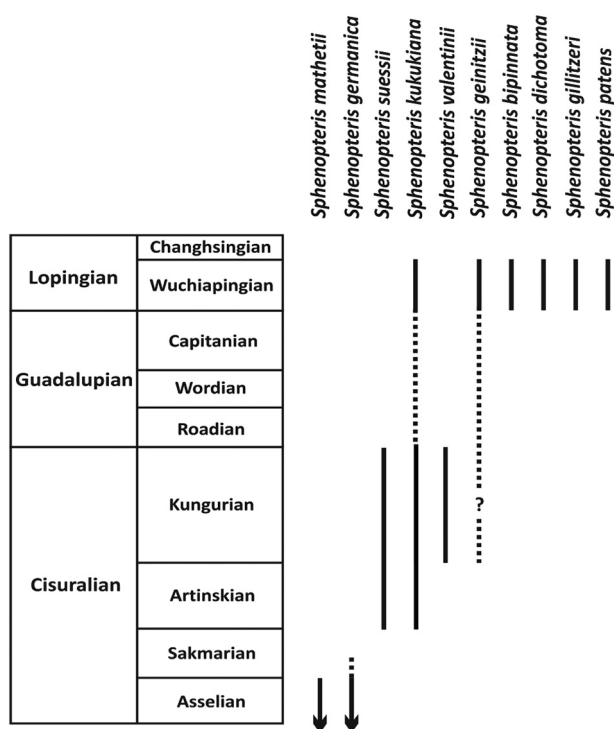 Sphenopteris mathetii
Sphenopteris germanica
Sphenopteris suessii
Sphenopteris kukukiana
Sphenopteris valentinii
Sphenopteris geinitzii
Sphenopteris bipinnata
Sphenopteris dichotoma
Sphenopteris gillitzeri
Sphenopteris patens
Lopingian
Changhsingian
Wuchiapingian
Guadalupian
Capitanian
Wordian
Roadian
Cisuralian
Kungurian
?
Artinskian
Sakmarian
Asselian